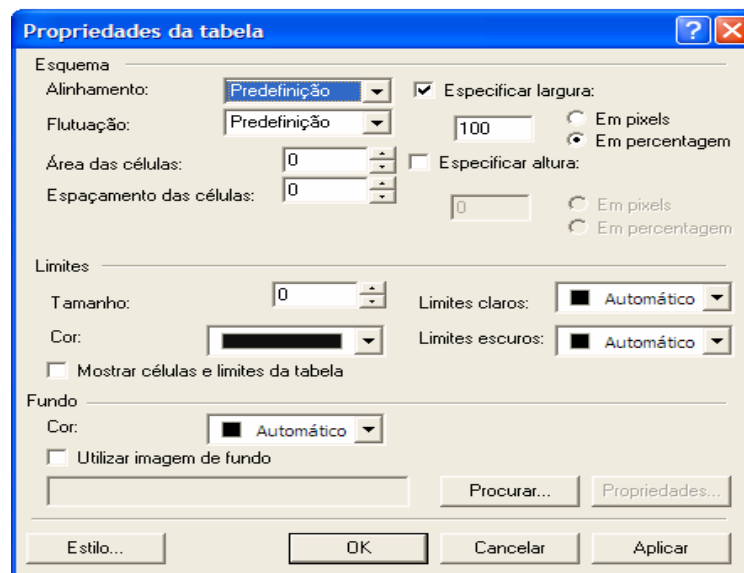 Propriedades da tabela
Esquema
Alinhamento: Predefinição
Especificar largura:
Flutuação: Predefinição
100
Em pixels
Em percentagem
Área das células: 0
Especificar altura:
Espaçamento das células: 0
0
Em pixels
Em percentagem
Limites
Tamanho: 0
Limites claros: Automático
Cor:
Limites escuros: Automático
Mostrar células e limites da tabela
Fundo
Cor: Automático
Utilizar imagem de fundo
Procurar... Propriedades...
Estilo... OK Cancelar Aplicar